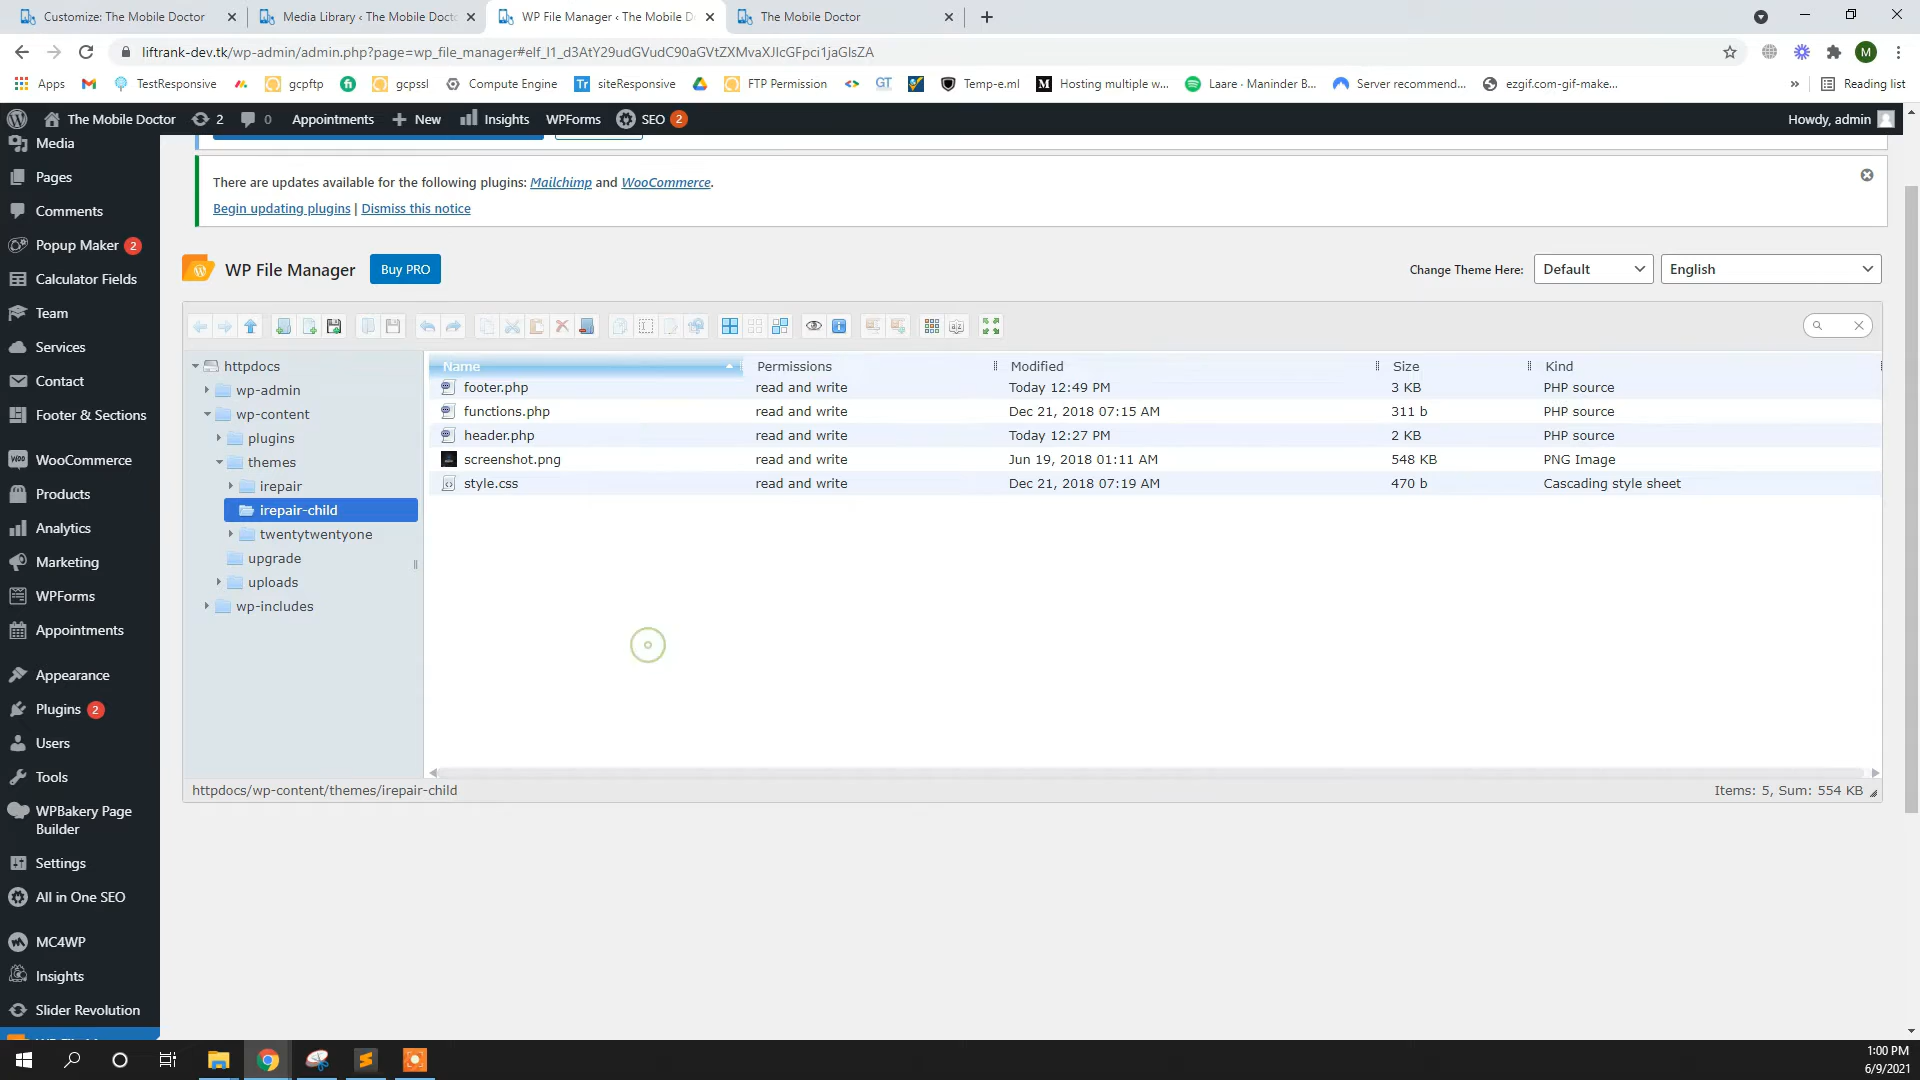 Customize: The Mobile Doctor
Media Library ‹ The Mobile Docto
WP File Manager ‹ The Mobile D
The Mobile Doctor
liftrank-dev.tk/wp-admin/admin.php?page=wp_file_manager#elf_l1_d3AtY29udGVudC90aGVtZXMvaXJlcGFpci1jaGlsZA
M
Apps
TestResponsive
gcpftp
gcpssl
Compute Engine
Tr siteResponsive
FTP Permission
GT
Temp-e.ml
M Hosting multiple w...
Laare · Maninder B...
Server recommend...
ezgif.com-gif-make...
»
Reading list
The Mobile Doctor
2
0
Appointments
New
Insights
WPForms
SEO 2
Howdy, admin
Media
Pages
Comments
Popup Maker 2
Calculator Fields
Team
Services
Contact
Footer & Sections
WooCommerce
Products
Analytics
Marketing
WPForms
Appointments
Appearance
Plugins 2
Users
Tools
WPBakery Page
Builder
Settings
All in One SEO
MC4WP
Insights
Slider Revolution
There are updates available for the following plugins: Mailchimp and WooCommerce.
Begin updating plugins | Dismiss this notice
WP File Manager
Buy PRO
Change Theme Here:
Default
English
httpdocs
wp-admin
wp-content
plugins
themes
irepair
irepair-child
twentytwentyone
upgrade
uploads
wp-includes
Name Permissions Modified Size Kind
footer.php read and write Today 12:49 PM 3 KB PHP source
functions.php read and write Dec 21, 2018 07:15 AM 311 b PHP source
header.php read and write Today 12:27 PM 2 KB PHP source
screenshot.png read and write Jun 19, 2018 01:11 AM 548 KB PNG Image
style.css read and write Dec 21, 2018 07:19 AM 470 b Cascading style sheet
httpdocs/wp-content/themes/irepair-child
Items: 5, Sum: 554 KB
1:00 PM
6/9/2021